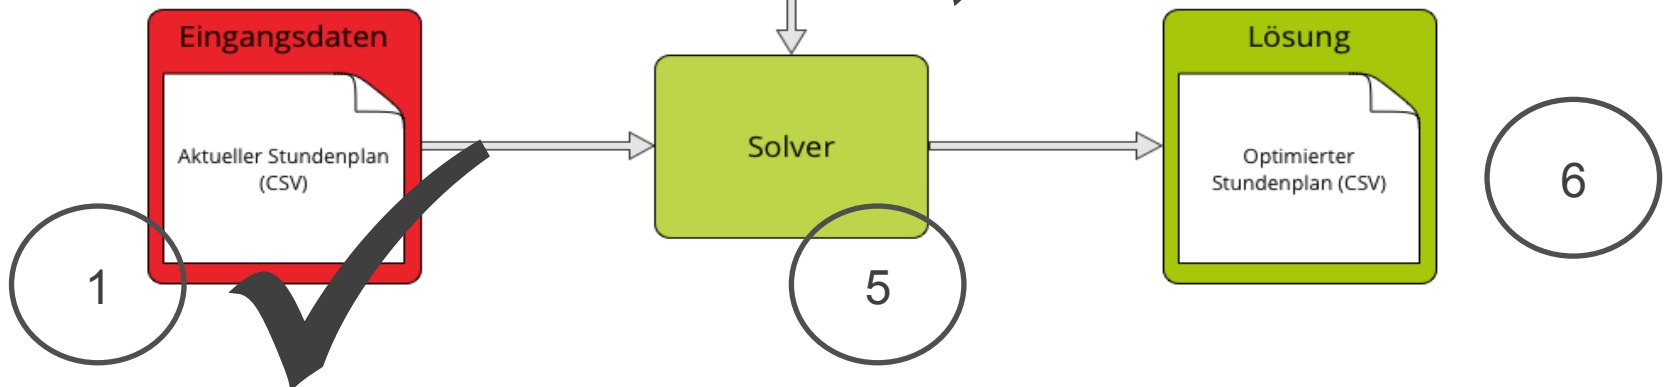 Eingangsdaten
Aktueller Stundenplan
(CSV)
1
Solver
5
Lösung
Optimierter
Stundenplan (CSV)
6